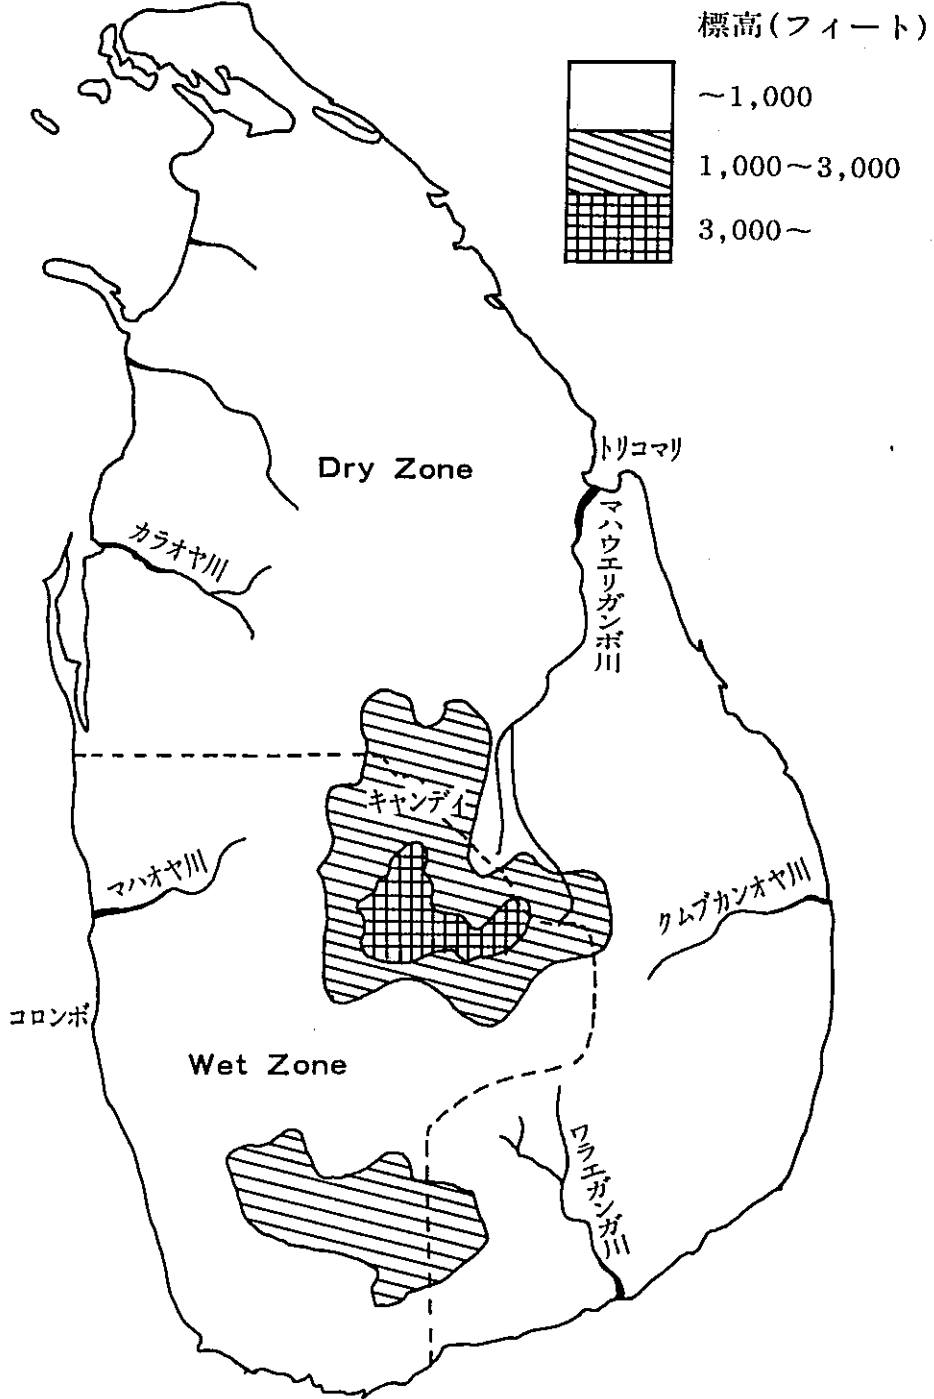 標高(フィート)
～1,000
1,000～3,000
3,000～
トリコマリ
Dry Zone
マハウエリガンボ川
カラオヤ川
キャンディ
マハオヤ川
クムブカンオヤ川
コロンボ
Wet Zone
ワラエガンガ川